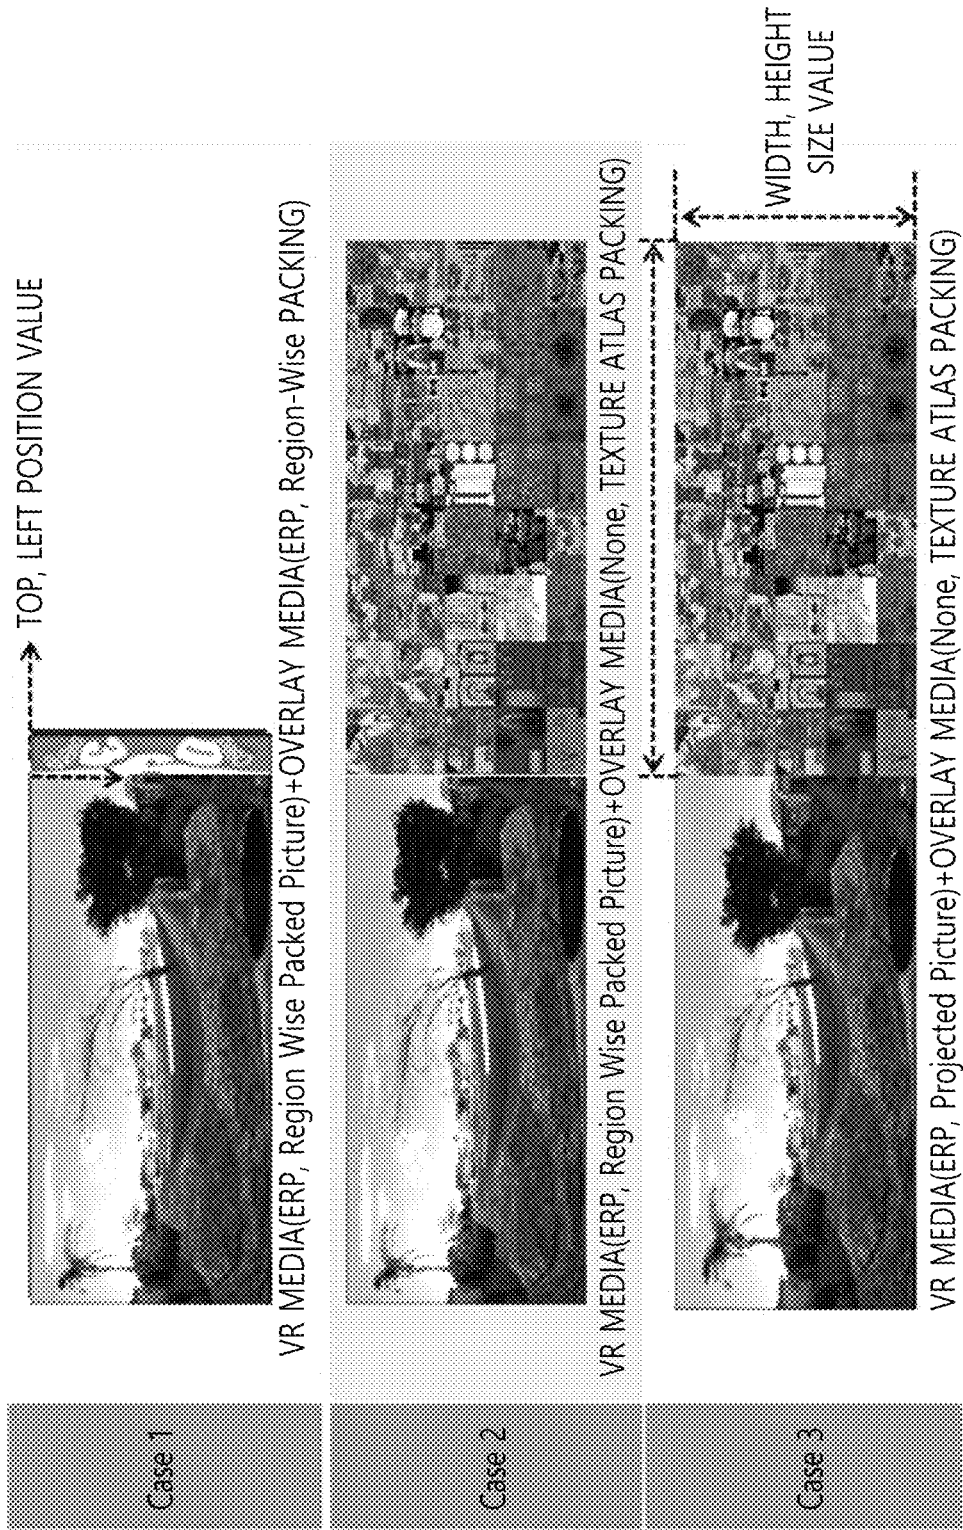 Case 1
TOP, LEFT POSITION VALUE
VR MEDIA(ERP, Region Wise Packed Picture)+OVERLAY MEDIA(ERP, Region-Wise PACKING)
Case 2
VR MEDIA(ERP, Region Wise Packed Picture)+OVERLAY MEDIA(None, TEXTURE ATLAS PACKING)
Case 3
WIDTH, HEIGHT
SIZE VALUE
VR MEDIA(ERP, Projected Picture)+OVERLAY MEDIA(None, TEXTURE ATLAS PACKING)